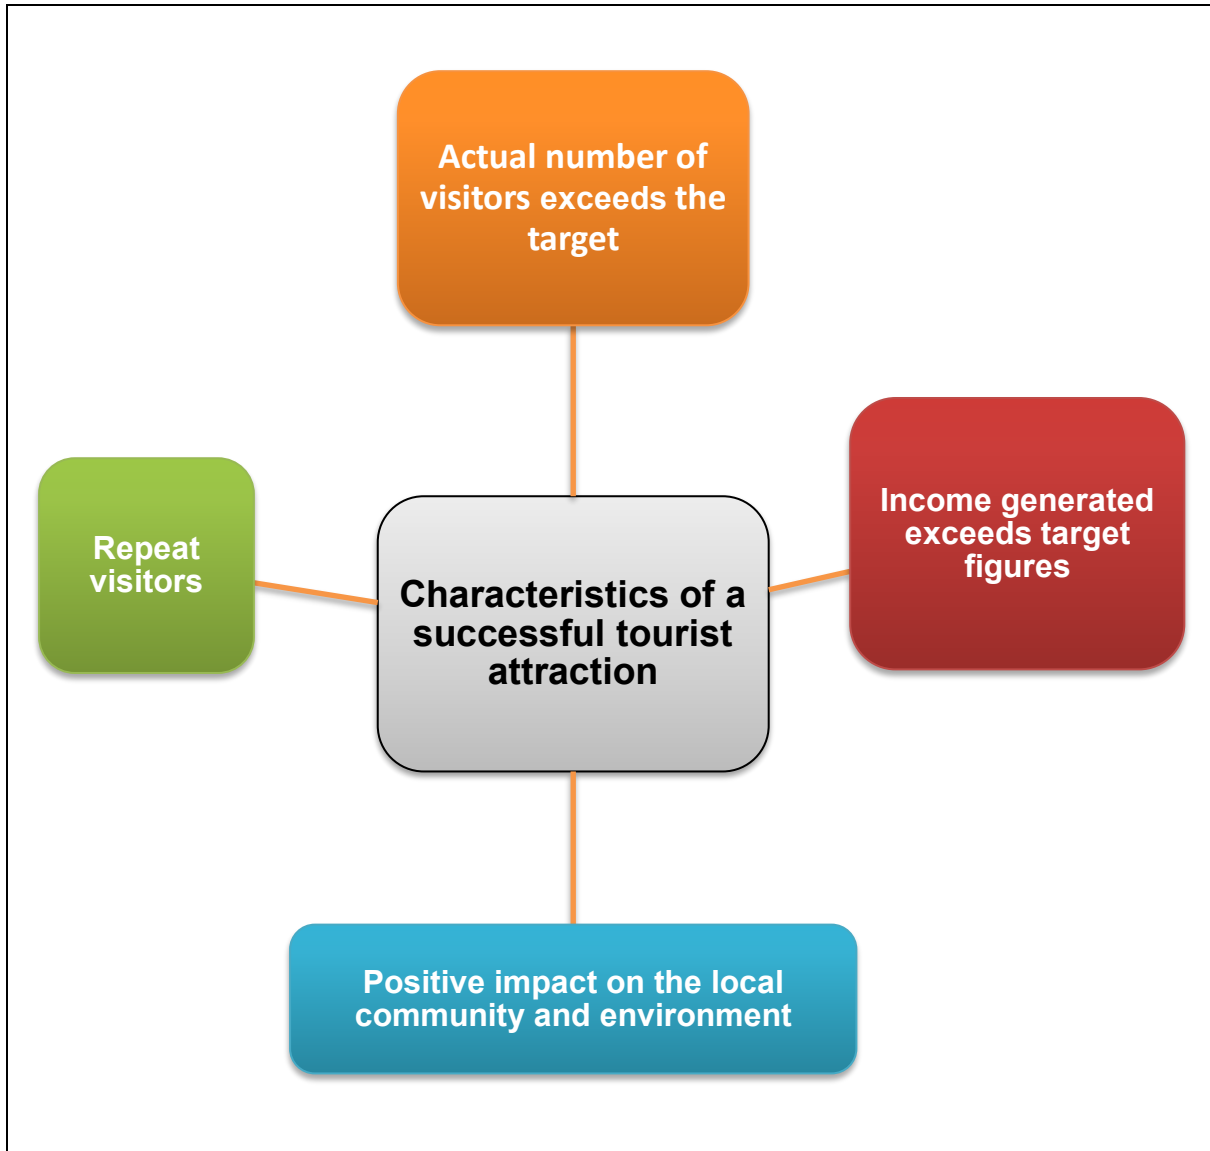 Actual number of
visitors exceeds the
target
Income generated
exceeds target
figures
Repeat
visitors
Characteristics of a
successful tourist
attraction
Positive impact on the local
community and environment